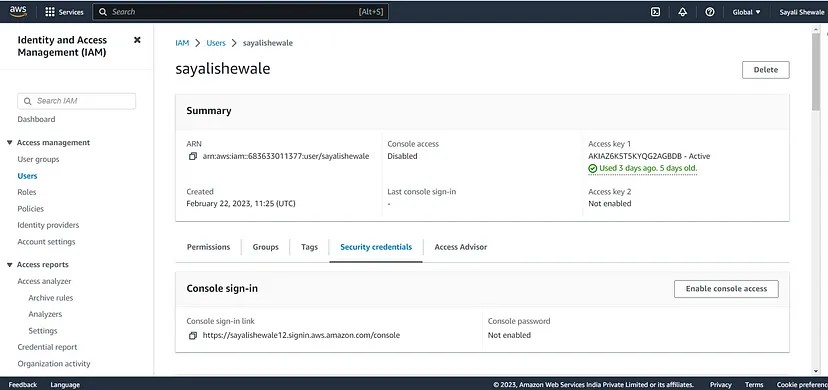 aws Services Search [Alt+S] Global Sayali Shewale
Identity and Access
Management (IAM)
Search IAM
Dashboard
Access management
User groups
Users
Roles
Policies
Identity providers
Account settings
Access reports
Access analyzer
Archive rules
Analyzers
Settings
Credential report
Organization activity
IAM > Users > sayalishewale
sayalishewale
Delete
Summary
ARN
arn:aws:iam::683633011377:user/sayalishewale
Console access
Disabled
Access key 1
AKIAZ6K5T5KYQG2AGBDB - Active
Used 3 days ago. 5 days old.
Created
February 22, 2023, 11:25 (UTC)
Last console sign-in
-
Access key 2
Not enabled
Permissions Groups Tags Security credentials Access Advisor
Console sign-in
Enable console access
Console sign-in link
https://sayalishewale12.signin.aws.amazon.com/console
Console password
Not enabled
Feedback Language © 2023, Amazon Web Services India Private Limited or its affiliates. Privacy Terms Cookie preferenc